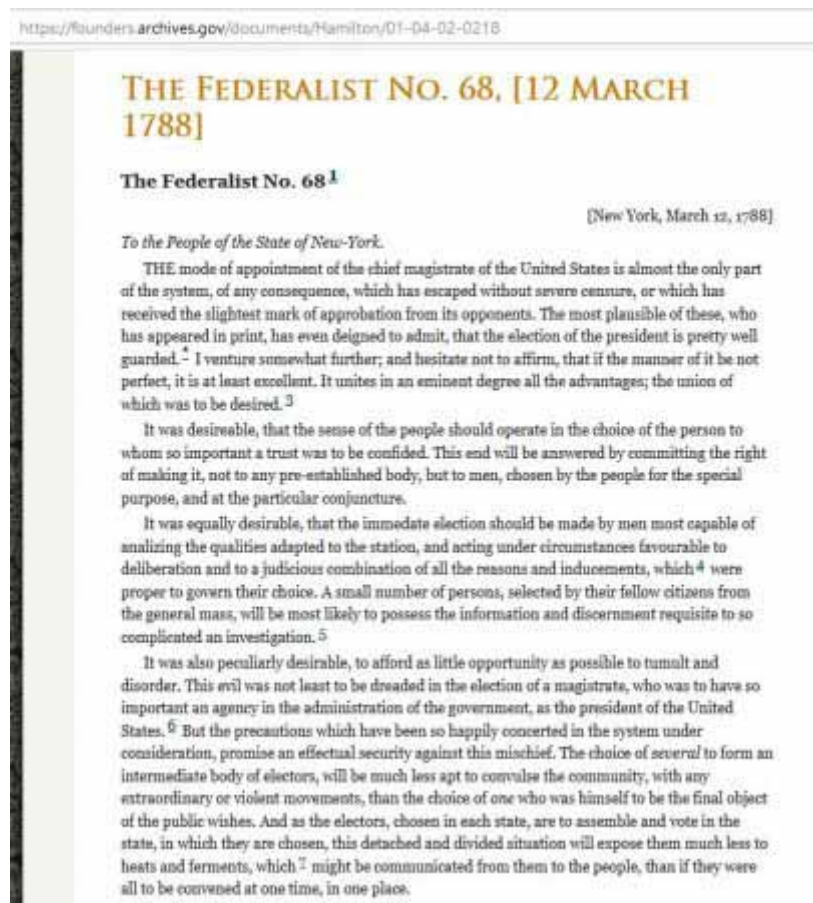 https://founders.archives.gov/documents/Hamilton/01-04-02-0218
THE FEDERALIST NO. 68, [12 MARCH
1788]
The Federalist No. 68 1
[New York, March 12, 1788]
To the People of the State of New-York.
THE mode of appointment of the chief magistrate of the United States is almost the only part
of the system, of any consequence, which has escaped without severe censure, or which has
received the slightest mark of approbation from its opponents. The most plausible of these, who
has appeared in print, has even deigned to admit, that the election of the president is pretty well
guarded.* I venture somewhat further; and hesitate not to affirm, that if the manner of it be not
perfect, it is at least excellent. It unites in an eminent degree all the advantages; the union of
which was to be desired. 3
It was desireable, that the sense of the people should operate in the choice of the person to
whom so important a trust was to be confided. This end will be answered by committing the right
of making it, not to any pre-established body, but to men, chosen by the people for the special
purpose, and at the particular conjuncture.
It was equally desirable, that the immedate election should be made by men most capable of
analizing the qualities adapted to the station, and acting under circumstances favourable to
deliberation and to a judicious combination of all the reasons and inducements, which 4 were
proper to govern their choice. A small number of persons, selected by their fellow citizens from
the general mass, will be most likely to possess the information and discernment requisite to so
complicated an investigation. 5
It was also peculiarly desirable, to afford as little opportunity as possible to tumult and
disorder. This evil was not least to be dreaded in the election of a magistrate, who was to have so
important an agency in the administration of the government, as the president of the United
States. 6 But the precautions which have been so happily concerted in the system under
consideration, promise an effectual security against this mischief. The choice of several to form an
intermediate body of electors, will be much less apt to convulse the community, with any
extraordinary or violent movements, than the choice of one who was himself to be the final object
of the public wishes. And as the electors, chosen in each state, are to assemble and vote in the
state, in which they are chosen, this detached and divided situation will expose them much less to
heats and ferments, which 7 might be communicated from them to the people, than if they were
all to be convened at one time, in one place.